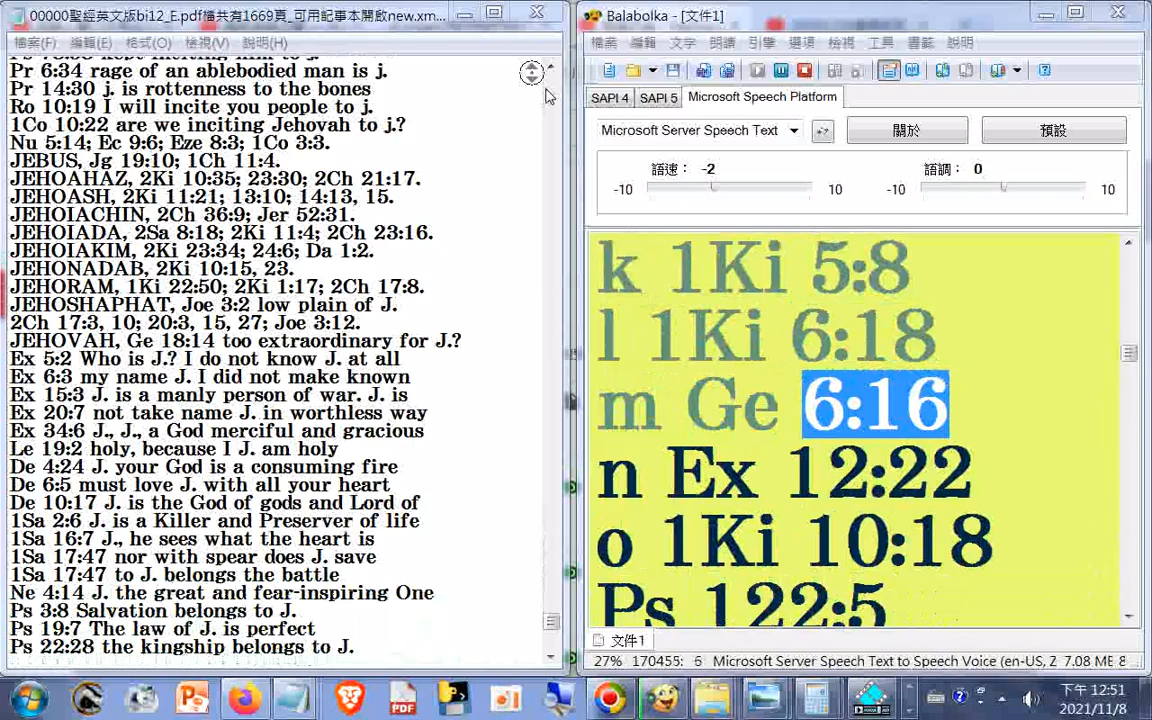 00000聖經英文版bi12_E.pdf檔共有1669頁_可用記事本開啟new.xm...
檔案(F) 編輯(E) 格式(O) 檢視(V) 說明(H)
Pr 6:34 rage of an ablebodied man is j.
Pr 14:30 j. is rottenness to the bones
Ro 10:19 I will incite you people to j.
1Co 10:22 are we inciting Jehovah to j.?
Nu 5:14; Ec 9:6; Eze 8:3; 1Co 3:3.
JEBUS, Jg 19:10; 1Ch 11:4.
JEHOAHAZ, 2Ki 10:35; 23:30; 2Ch 21:17.
JEHOASH, 2Ki 11:21; 13:10; 14:13, 15.
JEHOIACHIN, 2Ch 36:9; Jer 52:31.
JEHOIADA, 2Sa 8:18; 2Ki 11:4; 2Ch 23:16.
JEHOIAKIM, 2Ki 23:34; 24:6; Da 1:2.
JEHONADAB, 2Ki 10:15, 23.
JEHORAM, 1Ki 22:50; 2Ki 1:17; 2Ch 17:8.
JEHOSHAPHAT, Joe 3:2 low plain of J.
2Ch 17:3, 10; 20:3, 15, 27; Joe 3:12.
JEHOVAH, Ge 18:14 too extraordinary for J.?
Ex 5:2 Who is J.? I do not know J. at all
Ex 6:3 my name J. I did not make known
Ex 15:3 J. is a manly person of war. J. is
Ex 20:7 not take name J. in worthless way
Ex 34:6 J., J., a God merciful and gracious
Le 19:2 holy, because I J. am holy
De 4:24 J. your God is a consuming fire
De 6:5 must love J. with all your heart
De 10:17 J. is the God of gods and Lord of
1Sa 2:6 J. is a Killer and Preserver of life
1Sa 16:7 J., he sees what the heart is
1Sa 17:47 nor with spear does J. save
1Sa 17:47 to J. belongs the battle
Ne 4:14 J. the great and fear-inspiring One
Ps 3:8 Salvation belongs to J.
Ps 19:7 The law of J. is perfect
Ps 22:28 the kingship belongs to J.
Balabolka - [文件1]
檔案 編輯 文字 朗讀 引擎 選項 檢視 工具 書籤 說明
SAPI 4 SAPI 5 Microsoft Speech Platform
Microsoft Server Speech Text 關於 預設
語速: -2 語調: 0
-10 10 -10 10
k 1Ki 5:8
l 1Ki 6:18
m Ge 6:16
n Ex 12:22
o 1Ki 10:18
Ps 122:5
文件1
27% 170455: 6 Microsoft Server Speech Text to Speech Voice (en-US, 2 7.08 MB 8
PDF
下午 12:51
2021/11/8